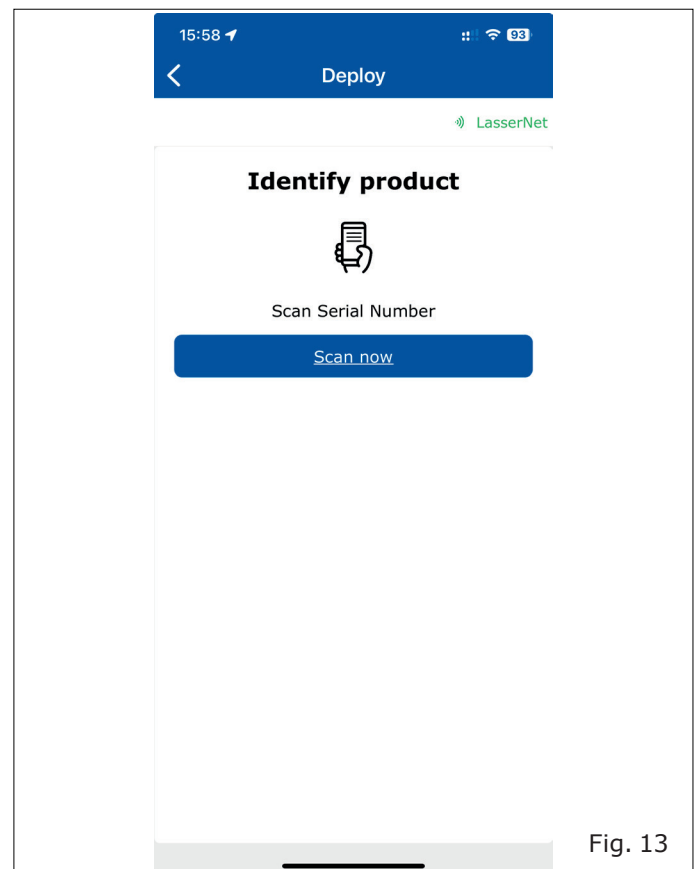 15:58 93
Deploy
LasserNet
Identify product
Scan Serial Number
Scan now
Fig. 13